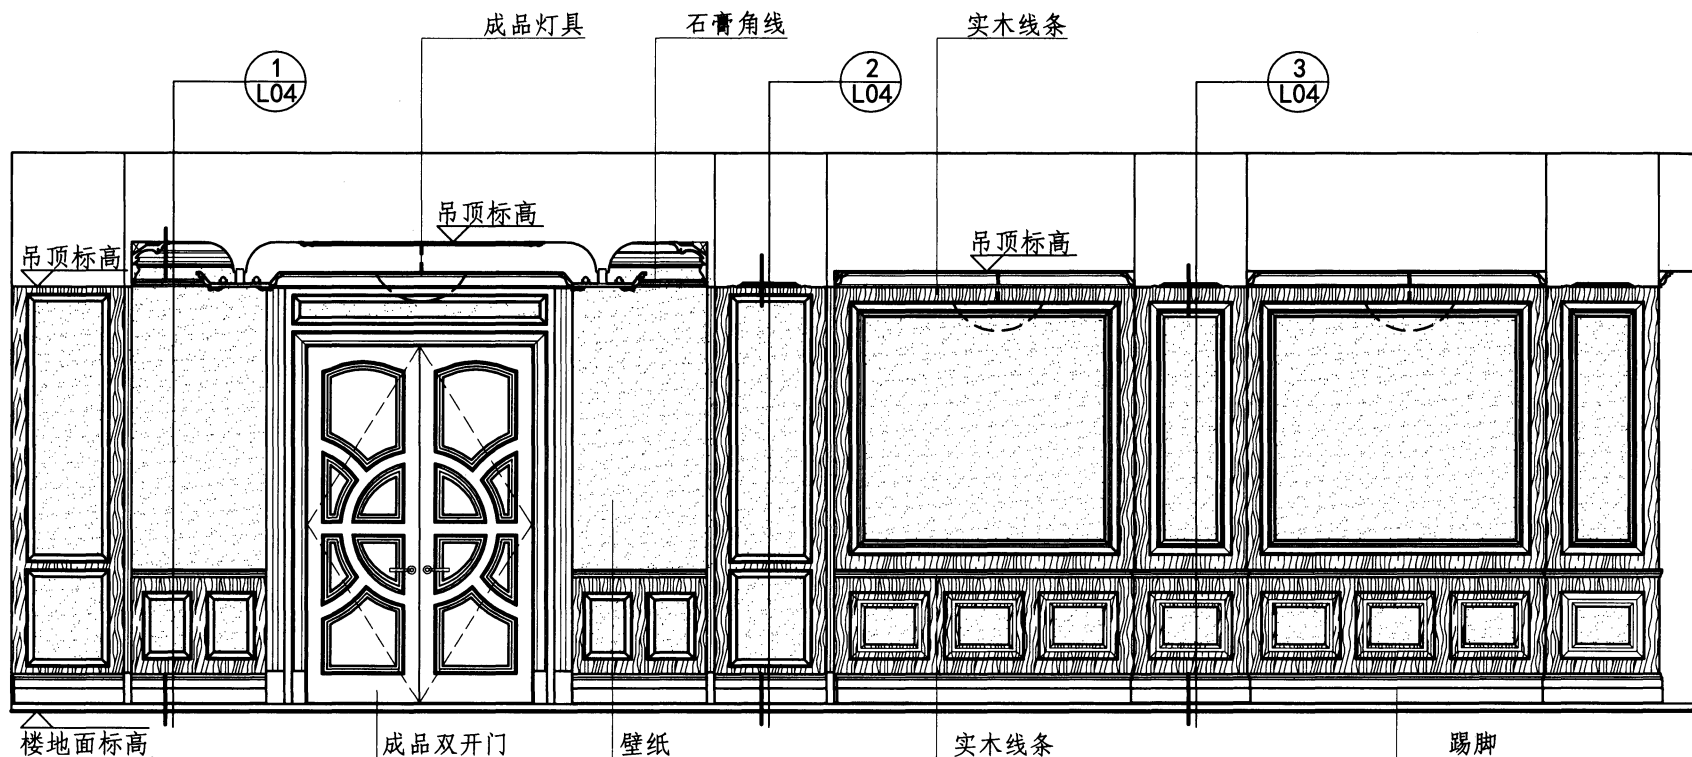 成品灯具
石膏角线
实木线条
1
L04
2
L04
3
L04
吊顶标高
吊顶标高
吊顶标高
楼地面标高
成品双开门
壁纸
实木线条
踢脚